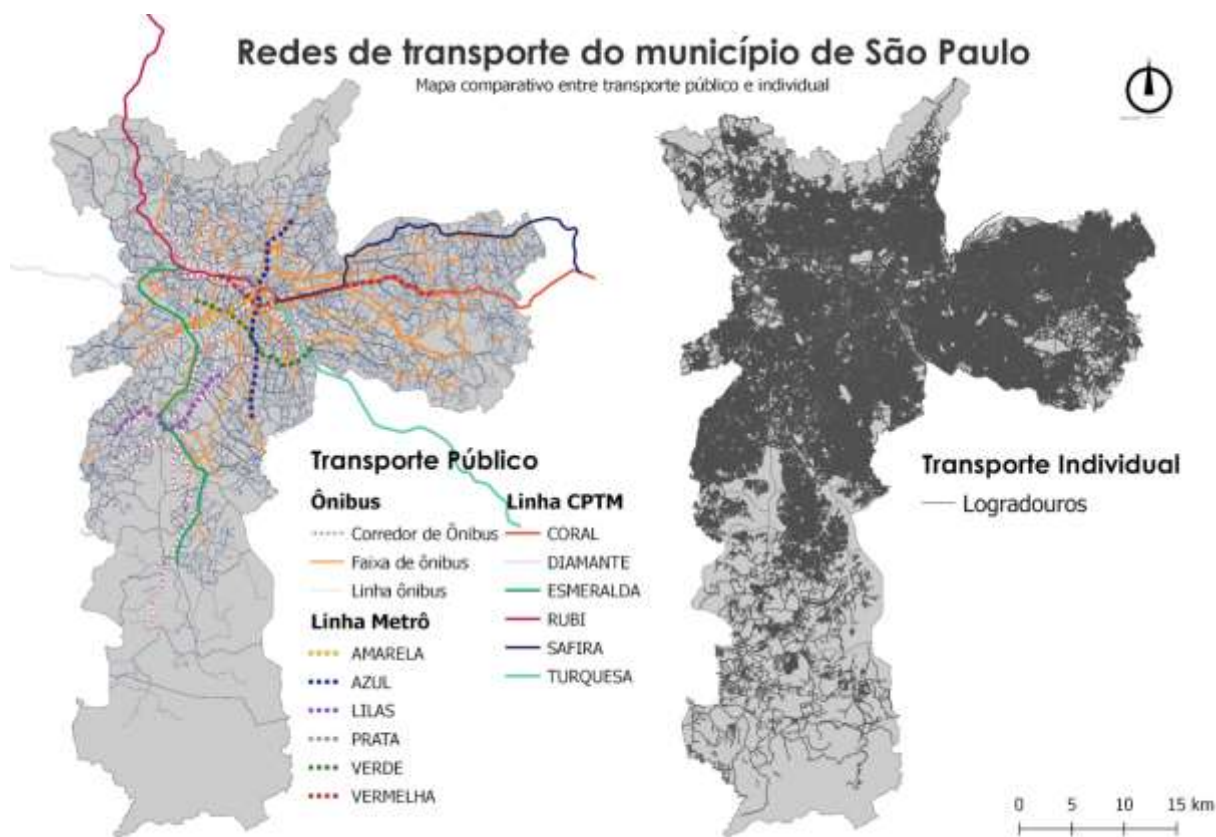 Redes de transporte do município de São Paulo
Mapa comparativo entre transporte público e individual
Transporte Público
Ônibus
Corredor de Ônibus
Faixa de ônibus
Linha ônibus
Linha Metrô
AMARELA
AZUL
LILAS
PRATA
VERDE
VERMELHA
Linha CPTM
CORAL
DIAMANTE
ESMERALDA
RUBI
SAFIRA
TURQUESA
Transporte Individual
Logradouros
0 5 10 15 km